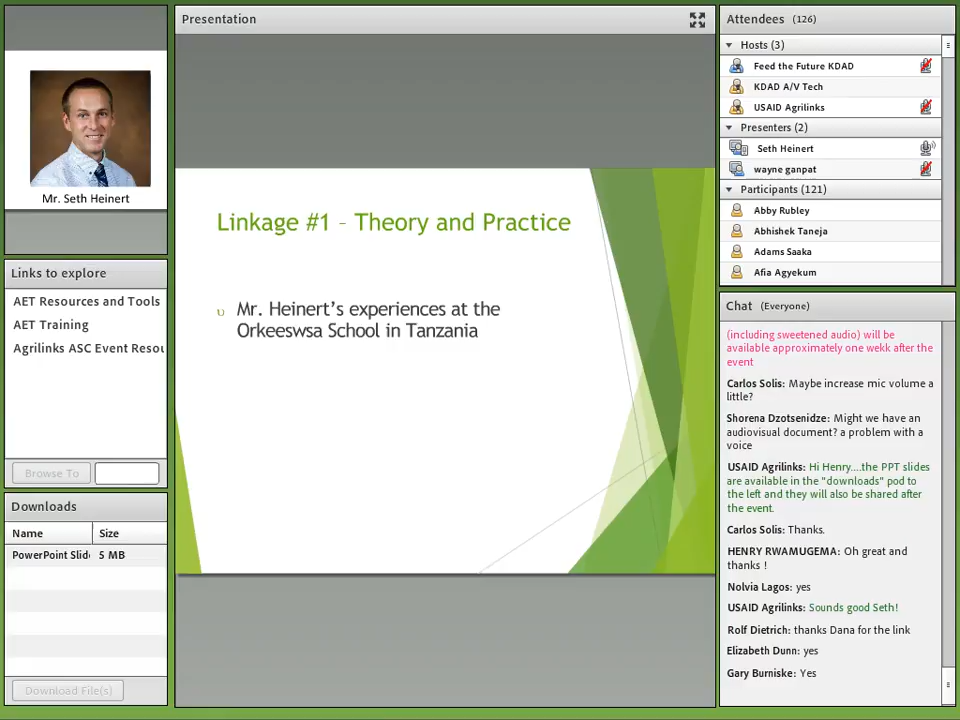 Mr. Seth Heinert
Links to explore
AET Resources and Tools
AET Training
Agrilinks ASC Event Resou
Browse To
Downloads
Name Size
PowerPoint Slid 5 MB
Download File(s)
Presentation
Linkage #1 – Theory and Practice
Mr. Heinert's experiences at the
Orkeeswsa School in Tanzania
Attendees (126)
Hosts (3)
Feed the Future KDAD
KDAD A/V Tech
USAID Agrilinks
Presenters (2)
Seth Heinert
wayne ganpat
Participants (121)
Abby Rubley
Abhishek Taneja
Adams Saaka
Afia Agyekum
Chat (Everyone)
(including sweetened audio) will be
available approximately one wekk after the
event
Carlos Solis: Maybe increase mic volume a
little?
Shorena Dzotsenidze: Might we have an
audiovisual document? a problem with a
voice
USAID Agrilinks: Hi Henry....the PPT slides
are available in the "downloads" pod to
the left and they will also be shared after
the event.
Carlos Solis: Thanks.
HENRY RWAMUGEMA: Oh great and
thanks !
Nolvia Lagos: yes
USAID Agrilinks: Sounds good Seth!
Rolf Dietrich: thanks Dana for the link
Elizabeth Dunn: yes
Gary Burniske: Yes